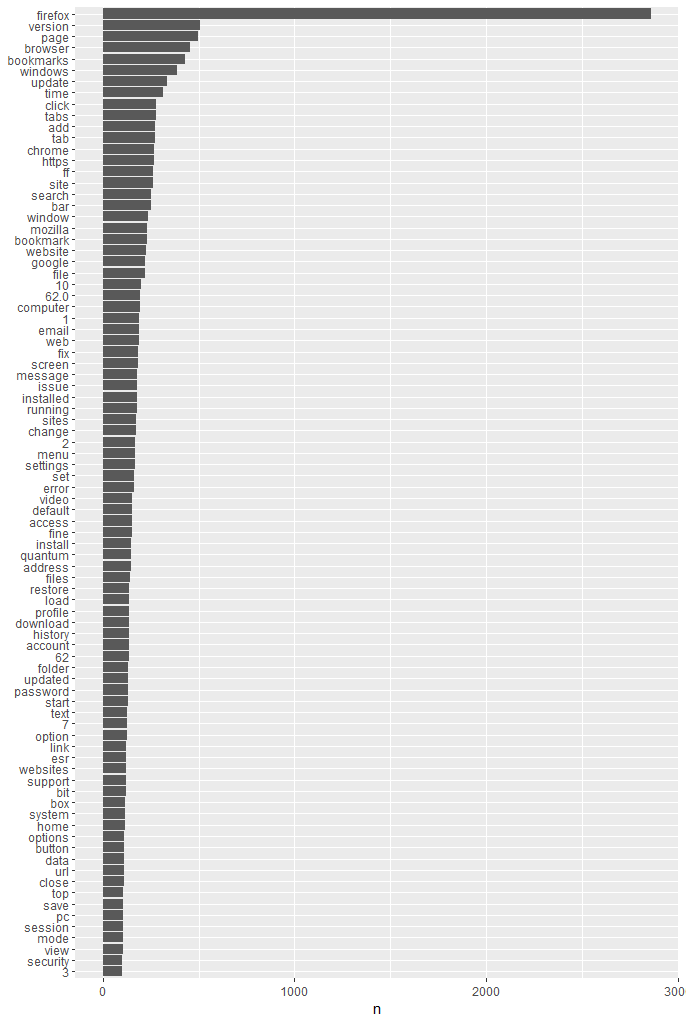 firefox
version
page
browser
bookmarks
windows
update
time
click
tabs
add
tab
chrome
https
ff
site
search
bar
window
mozilla
bookmark
website
google
file
10
62.0
computer
1
email
web
fix
screen
message
issue
installed
running
sites
change
2
menu
settings
set
error
video
default
access
fine
install
quantum
address
files
restore
load
profile
download
history
account
62
folder
updated
password
start
text
7
option
link
esr
websites
support
bit
box
system
home
options
button
data
url
close
top
save
pc
session
mode
view
security
3
0 1000 2000 300
n